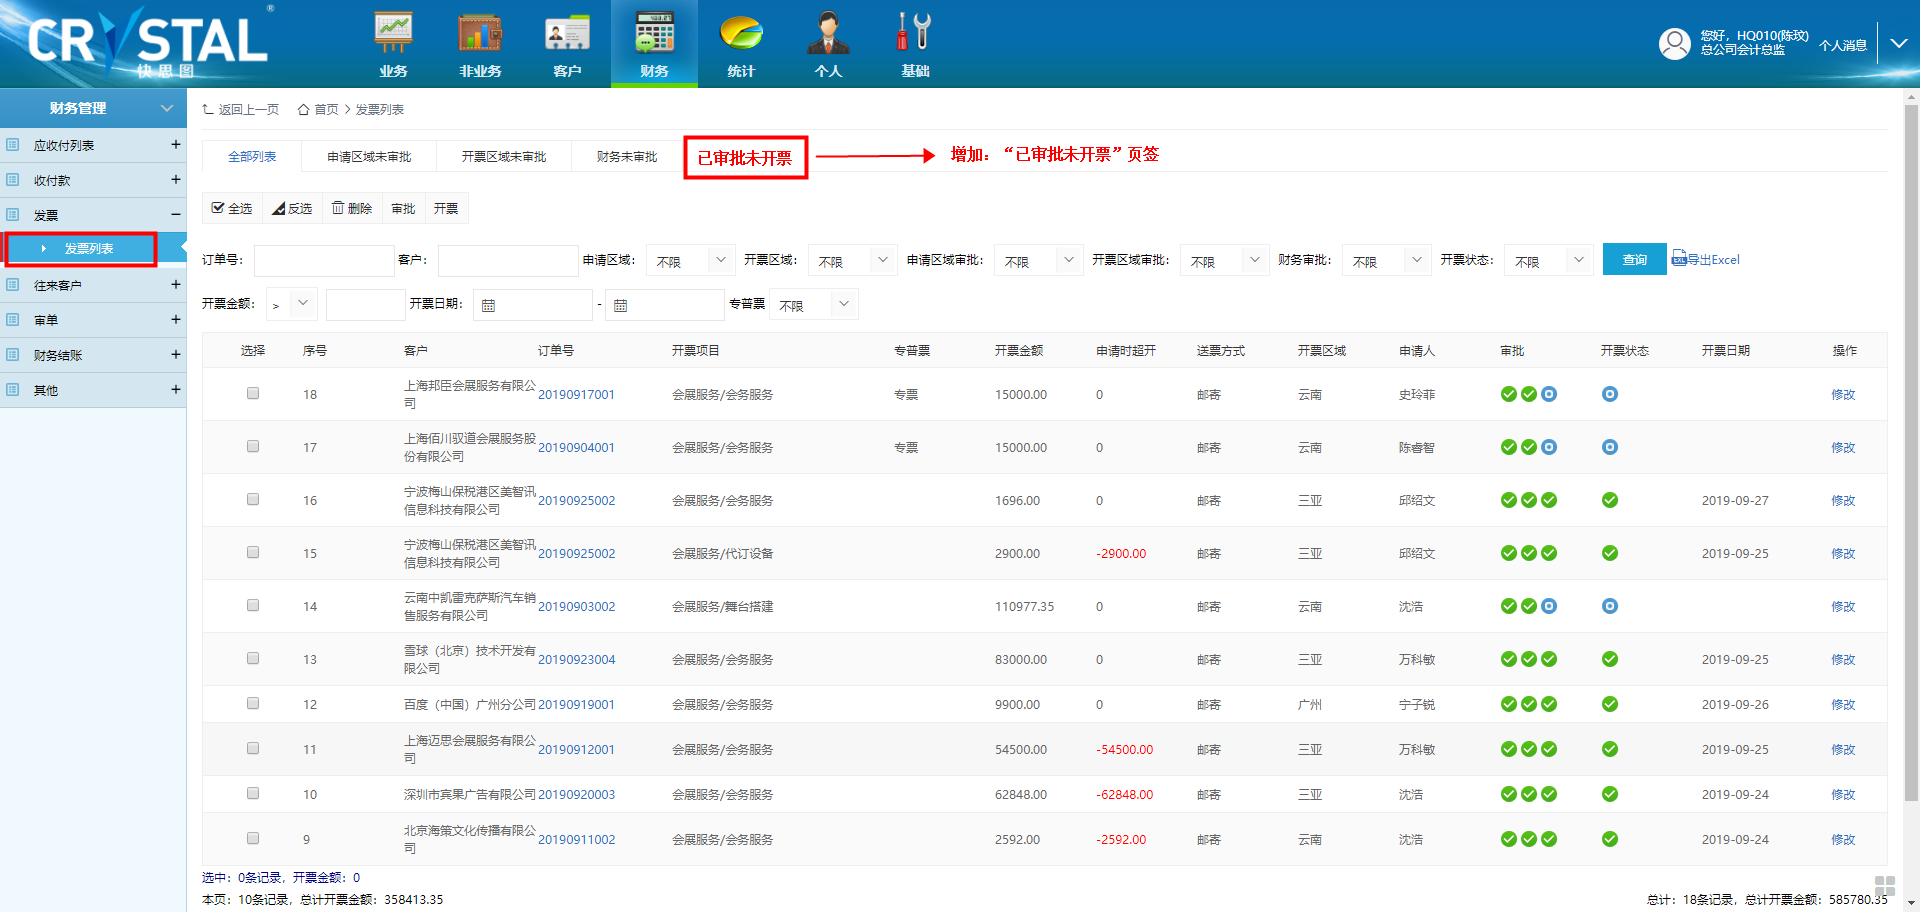 CRYSTAL ®
快思图
业务 非业务 客户 财务 统计 个人 基础
您好，HQ010(陈玟)
总公司会计总监
个人消息
财务管理
应收付列表 +
收付款 +
发票 −
发票列表
往来客户 +
审单 +
财务结账 +
其他 +
返回上一页 首页 > 发票列表
全部列表 申请区域未审批 开票区域未审批 财务未审批 已审批未开票 增加：“已审批未开票”页签
全选 反选 删除 审批 开票
订单号： 客户： 申请区域： 不限 开票区域： 不限 申请区域审批： 不限 开票区域审批： 不限 财务审批： 不限 开票状态： 不限 查询 导出Excel
开票金额： > 开票日期： - 专普票 不限
选择 序号 客户 订单号 开票项目 专普票 开票金额 申请时超开 送票方式 开票区域 申请人 审批 开票状态 开票日期 操作
18 上海邦臣会展服务有限公司 20190917001 会展服务/会务服务 专票 15000.00 0 邮寄 云南 史玲菲 修改
17 上海佰川驭道会展服务股份有限公司 20190904001 会展服务/会务服务 专票 15000.00 0 邮寄 云南 陈睿智 修改
16 宁波梅山保税港区美智讯信息科技有限公司 20190925002 会展服务/会务服务 1696.00 0 邮寄 三亚 邱绍文 2019-09-27 修改
15 宁波梅山保税港区美智讯信息科技有限公司 20190925002 会展服务/代订设备 2900.00 -2900.00 邮寄 三亚 邱绍文 2019-09-25 修改
14 云南中凯雷克萨斯汽车销售服务有限公司 20190903002 会展服务/舞台搭建 110977.35 0 邮寄 云南 沈浩 修改
13 雪球（北京）技术开发有限公司 20190923004 会展服务/会务服务 83000.00 0 邮寄 三亚 万科敏 2019-09-25 修改
12 百度（中国）广州分公司 20190919001 会展服务/会务服务 9900.00 0 邮寄 广州 宁子锐 2019-09-26 修改
11 上海迈思会展服务有限公司 20190912001 会展服务/会务服务 54500.00 -54500.00 邮寄 三亚 万科敏 2019-09-25 修改
10 深圳市宾果广告有限公司 20190920003 会展服务/会务服务 62848.00 -62848.00 邮寄 三亚 沈浩 2019-09-24 修改
9 北京海策文化传播有限公司 20190911002 会展服务/会务服务 2592.00 -2592.00 邮寄 云南 沈浩 2019-09-24 修改
选中：0条记录，开票金额：0
本页：10条记录，总计开票金额：358413.35
总计：18条记录，总计开票金额：585780.35